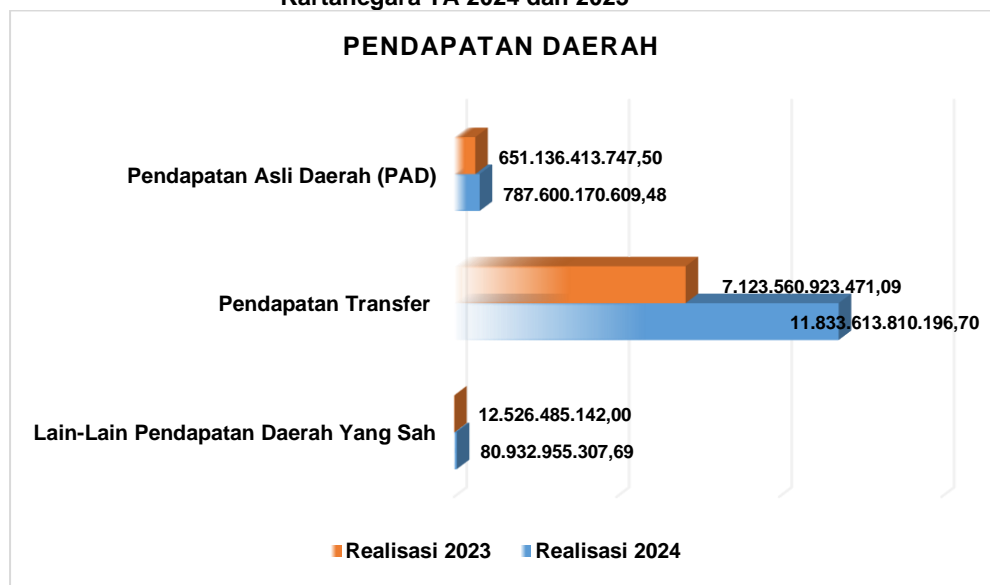 Kartanegara TA 2024 dan 2023
PENDAPATAN DAERAH
Pendapatan Asli Daerah (PAD)
651.136.413.747,50
787.600.170.609,48
Pendapatan Transfer
7.123.560.923.471,09
11.833.613.810.196,70
Lain-Lain Pendapatan Daerah Yang Sah
12.526.485.142,00
80.932.955.307,69
Realisasi 2023 Realisasi 2024